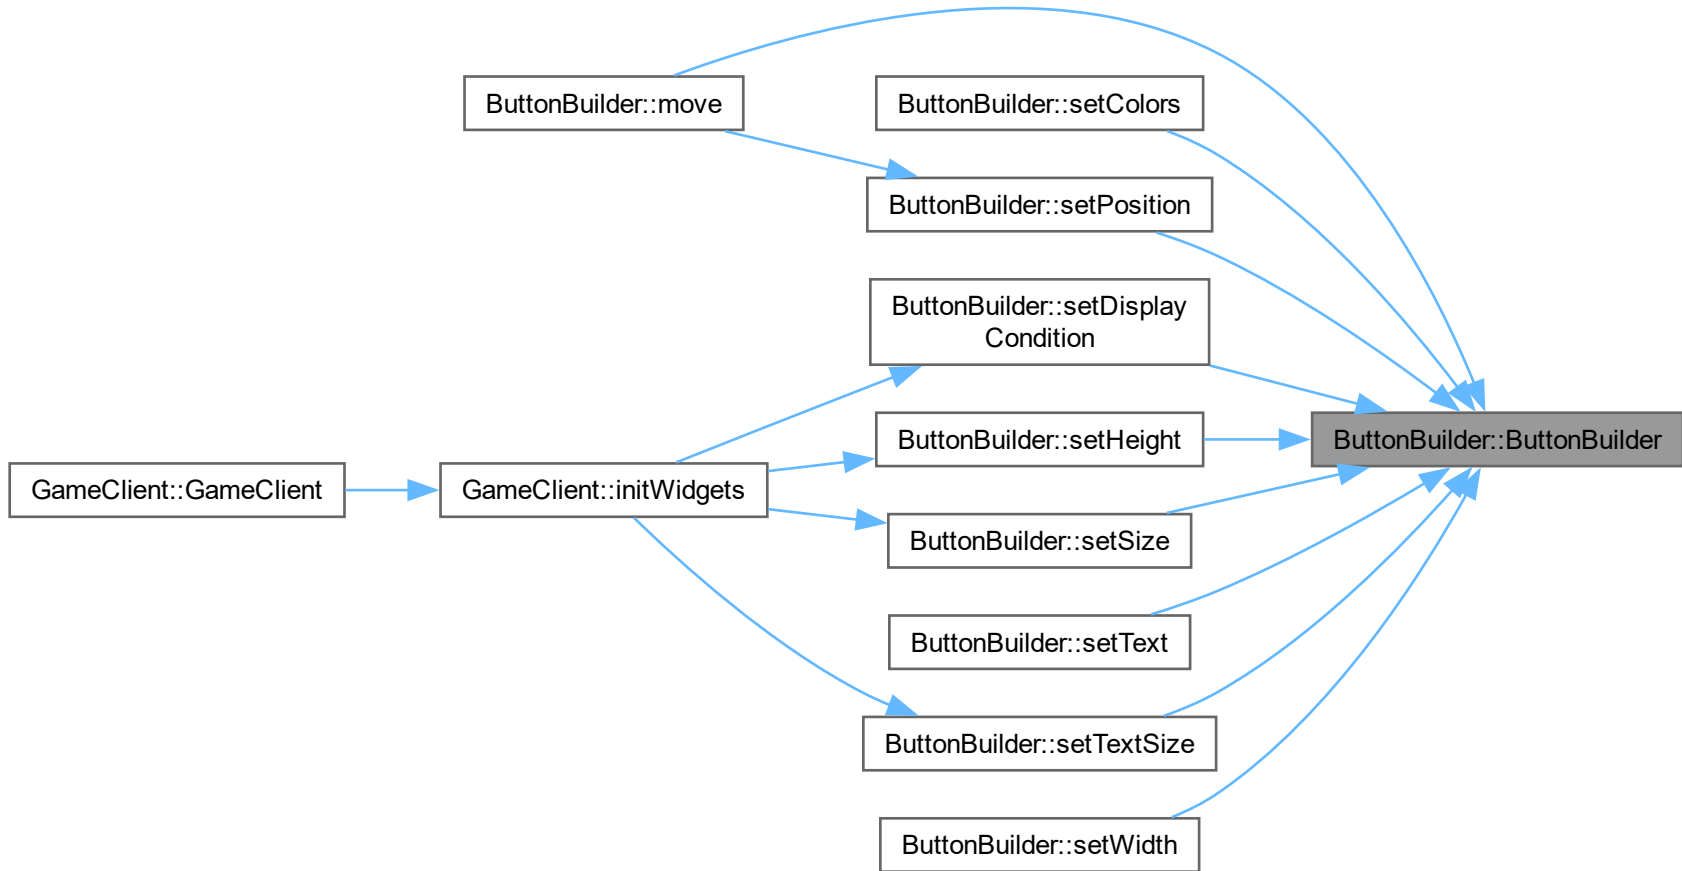 ButtonBuilder::move
ButtonBuilder::setColors
ButtonBuilder::setPosition
ButtonBuilder::setDisplay
Condition
ButtonBuilder::setHeight
ButtonBuilder::ButtonBuilder
GameClient::GameClient
GameClient::initWidgets
ButtonBuilder::setSize
ButtonBuilder::setText
ButtonBuilder::setTextSize
ButtonBuilder::setWidth